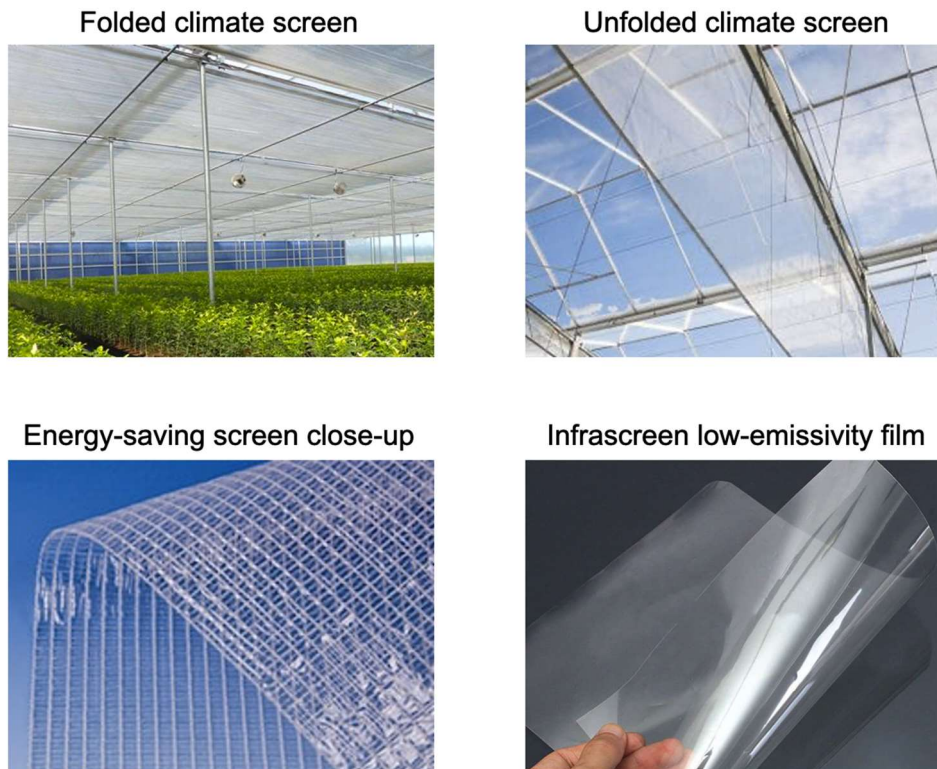 Folded climate screen
Unfolded climate screen
Energy-saving screen close-up
Infrascreen low-emissivity film